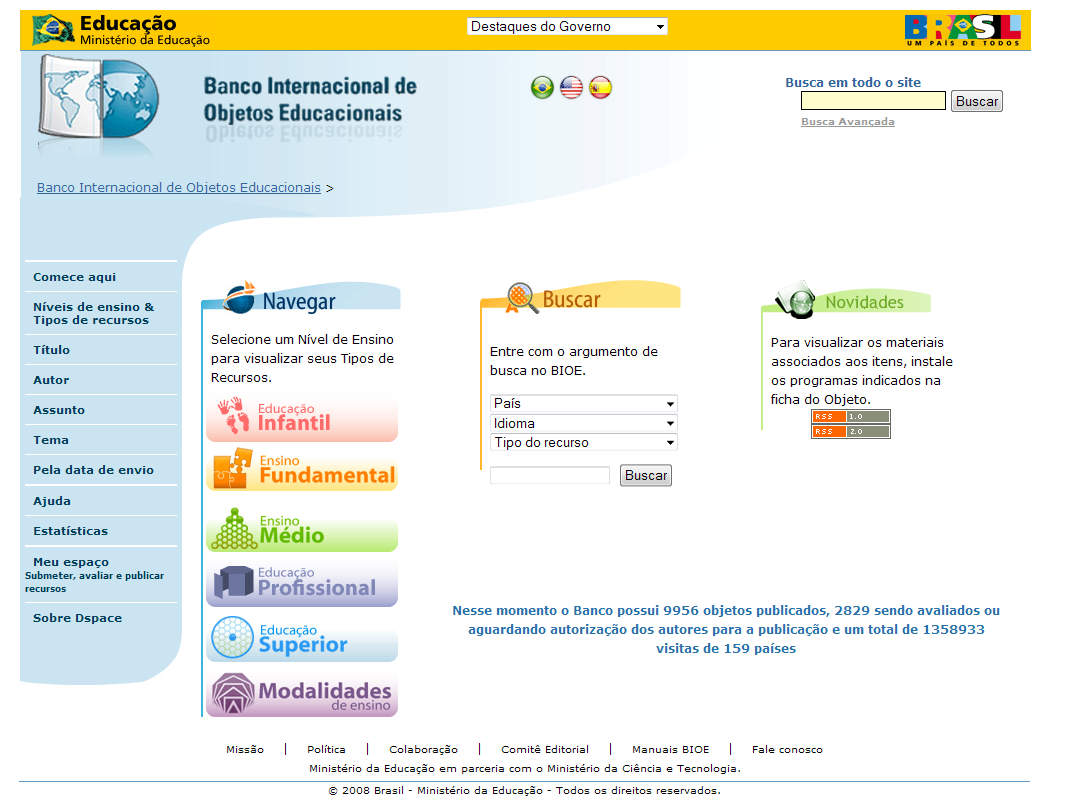 Educação
Ministério da Educação
Destaques do Governo
BRASIL
UM PAÍS DE TODOS
Banco Internacional de
Objetos Educacionais
Busca em todo o site
Buscar
Busca Avançada
Banco Internacional de Objetos Educacionais >
Comece aqui
Níveis de ensino &
Tipos de recursos
Título
Autor
Assunto
Tema
Pela data de envio
Ajuda
Estatísticas
Meu espaço
Submeter, avaliar e publicar
recursos
Sobre Dspace
Navegar
Selecione um Nível de Ensino
para visualizar seus Tipos de
Recursos.
Educação
Infantil
Ensino
Fundamental
Ensino
Médio
Educação
Profissional
Educação
Superior
Modalidades
de ensino
Buscar
Entre com o argumento de
busca no BIOE.
País
Idioma
Tipo do recurso
Buscar
Novidades
Para visualizar os materiais
associados aos itens, instale
os programas indicados na
ficha do Objeto.
RSS 1.0
RSS 2.0
Nesse momento o Banco possui 9956 objetos publicados, 2829 sendo avaliados ou
aguardando autorização dos autores para a publicação e um total de 1358933
visitas de 159 países
Missão | Política | Colaboração | Comitê Editorial | Manuais BIOE | Fale conosco
Ministério da Educação em parceria com o Ministério da Ciência e Tecnologia.
© 2008 Brasil - Ministério da Educação - Todos os direitos reservados.